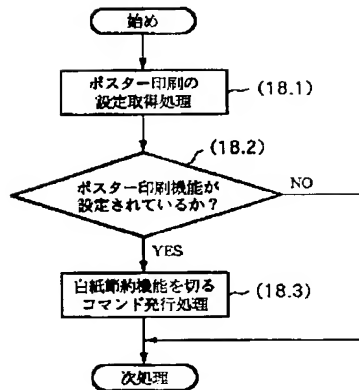 始め
ポスター印刷の
設定取得処理
(18.1)
(18.2)
ポスター印刷機能が
設定されているか？
NO
YES
白紙節約機能を切る
コマンド発行処理
(18.3)
次処理